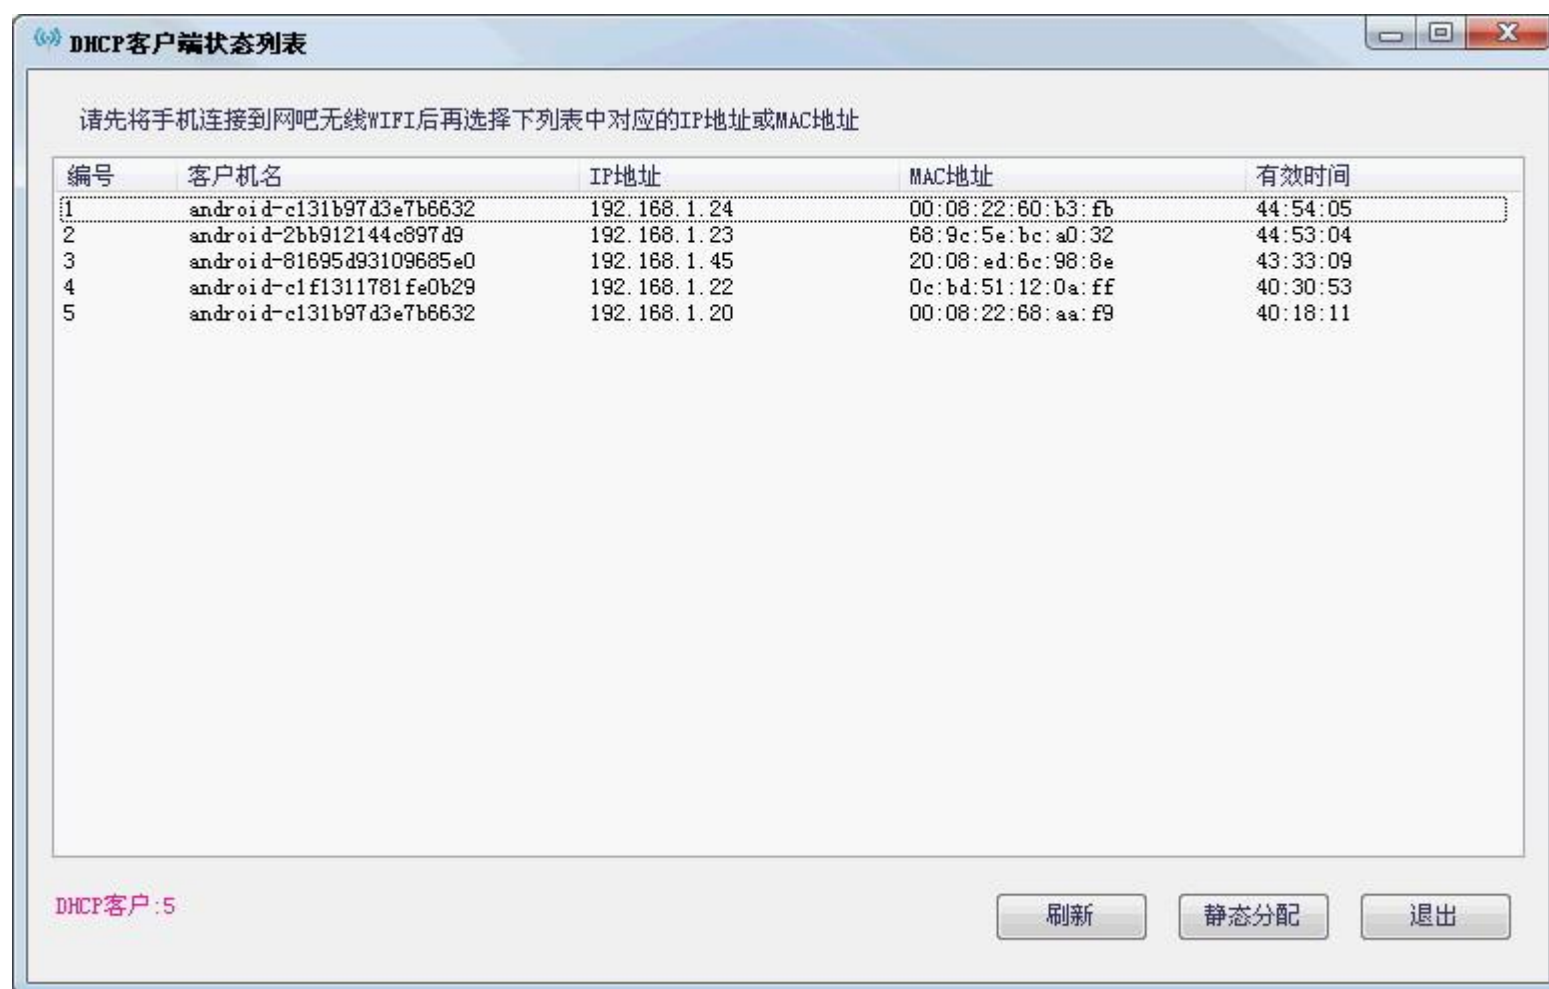 DHCP客户端状态列表
请先将手机连接到网吧无线WIFI后再选择下列表中对应的IP地址或MAC地址
编号 客户机名 IP地址 MAC地址 有效时间
1 android-c131b97d3e7b6632 192.168.1.24 00:08:22:60:b3:fb 44:54:05
2 android-2bb912144c897d9 192.168.1.23 68:9c:5e:bc:a0:32 44:53:04
3 android-81695d93109685e0 192.168.1.45 20:08:ed:6c:98:8e 43:33:09
4 android-c1f1311781fe0b29 192.168.1.22 0c:bd:51:12:0a:ff 40:30:53
5 android-c131b97d3e7b6632 192.168.1.20 00:08:22:68:aa:f9 40:18:11
DHCP客户:5 刷新 静态分配 退出